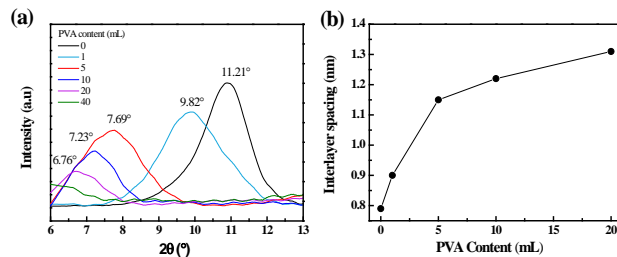 (a)
PVA content (mL)
0
1
5
10
20
40
11.21°
9.82°
7.69°
7.23°
6.76°
Intensity (a.u)
6 7 8 9 10 11 12 13
2θ (°)
(b)
1.4
1.3
1.2
1.1
1.0
0.9
0.8
Interlayer spacing (nm)
0 5 10 15 20
PVA Content (mL)